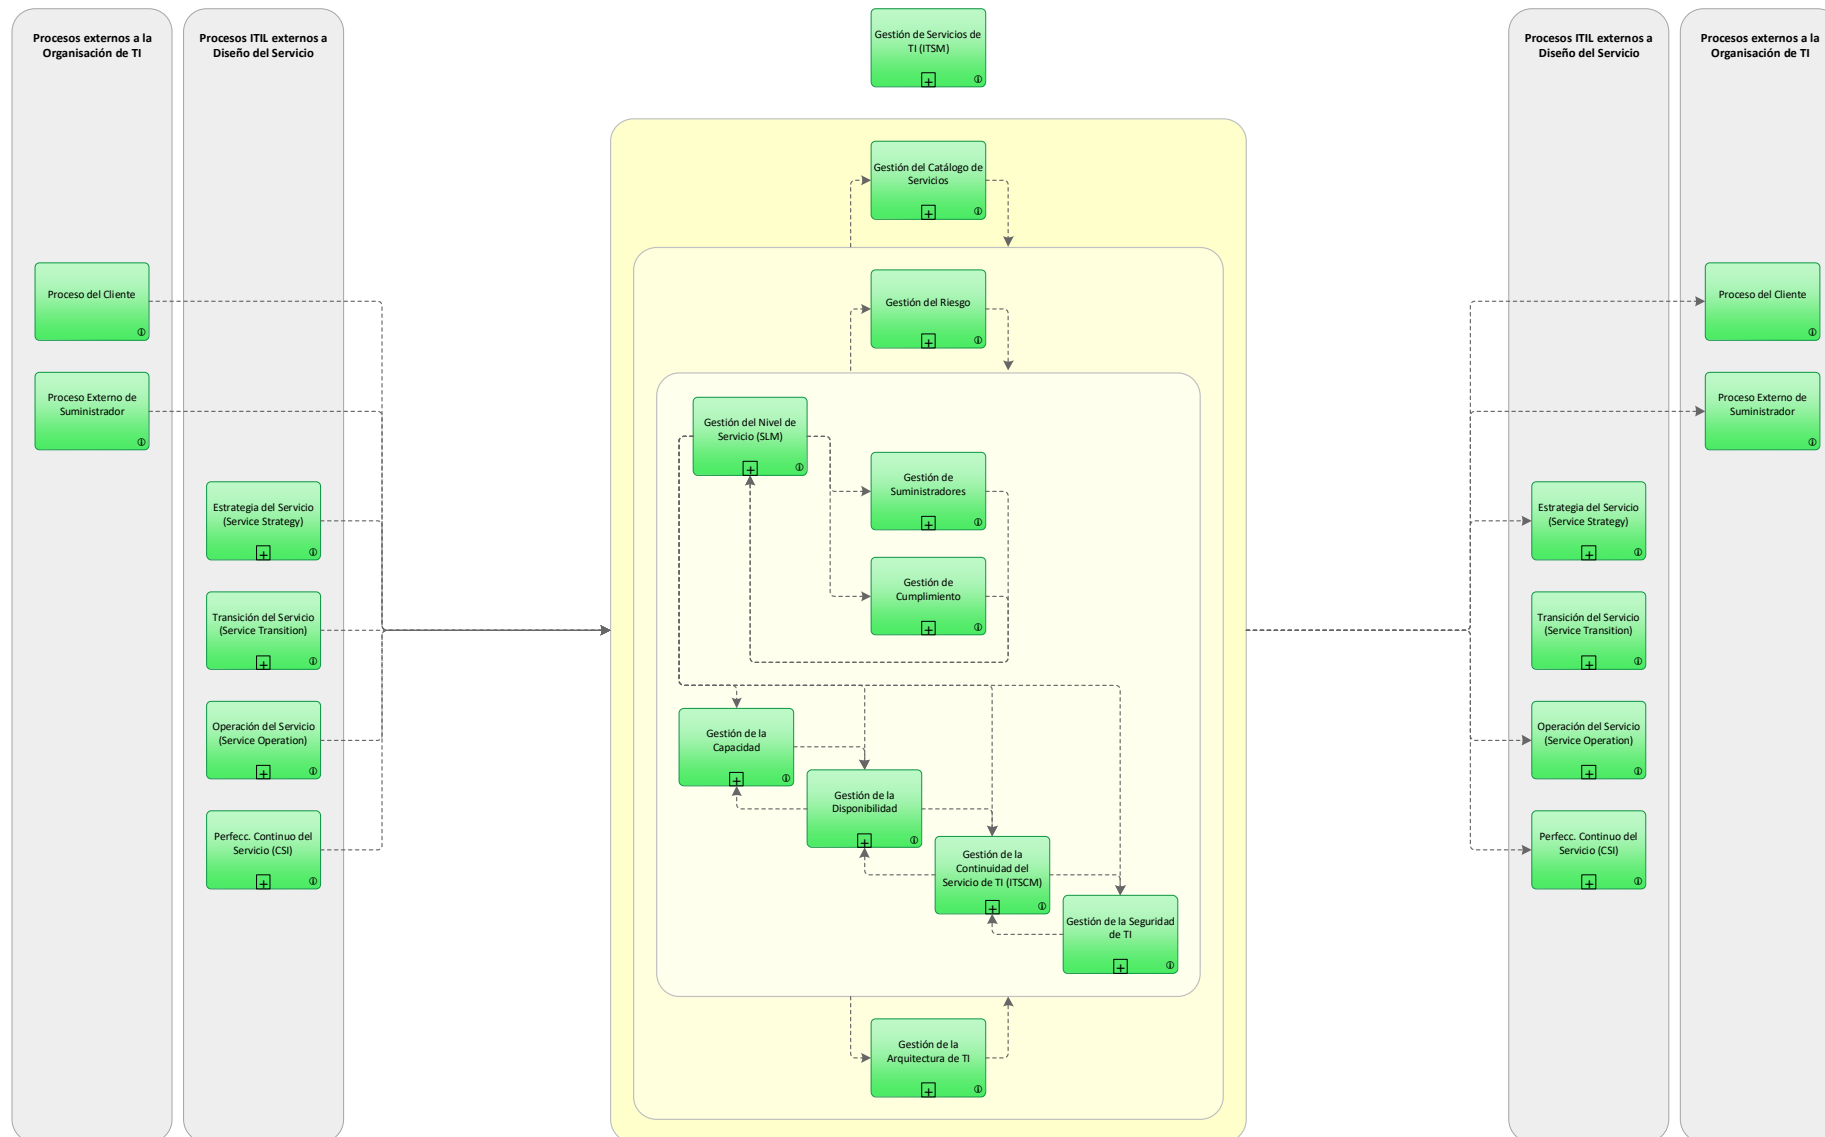 Procesos externos a la
Organisación de TI
Procesos ITIL externos a
Diseño del Servicio
Gestión de Servicios de
TI (ITSM)
Procesos ITIL externos a
Diseño del Servicio
Procesos externos a la
Organisación de TI
Gestión del Catálogo de
Servicios
Proceso del Cliente
Gestión del Riesgo
Proceso del Cliente
Proceso Externo de
Suministrador
Gestión del Nivel de
Servicio (SLM)
Proceso Externo de
Suministrador
Gestión de
Suministradores
Estrategia del Servicio
(Service Strategy)
Estrategia del Servicio
(Service Strategy)
Gestión de
Cumplimiento
Transición del Servicio
(Service Transition)
Transición del Servicio
(Service Transition)
Operación del Servicio
(Service Operation)
Gestión de la
Capacidad
Operación del Servicio
(Service Operation)
Gestión de la
Disponibilidad
Perfecc. Continuo del
Servicio (CSI)
Perfecc. Continuo del
Servicio (CSI)
Gestión de la
Continuidad del
Servicio de TI (ITSCM)
Gestión de la Seguridad
de TI
Gestión de la
Arquitectura de TI